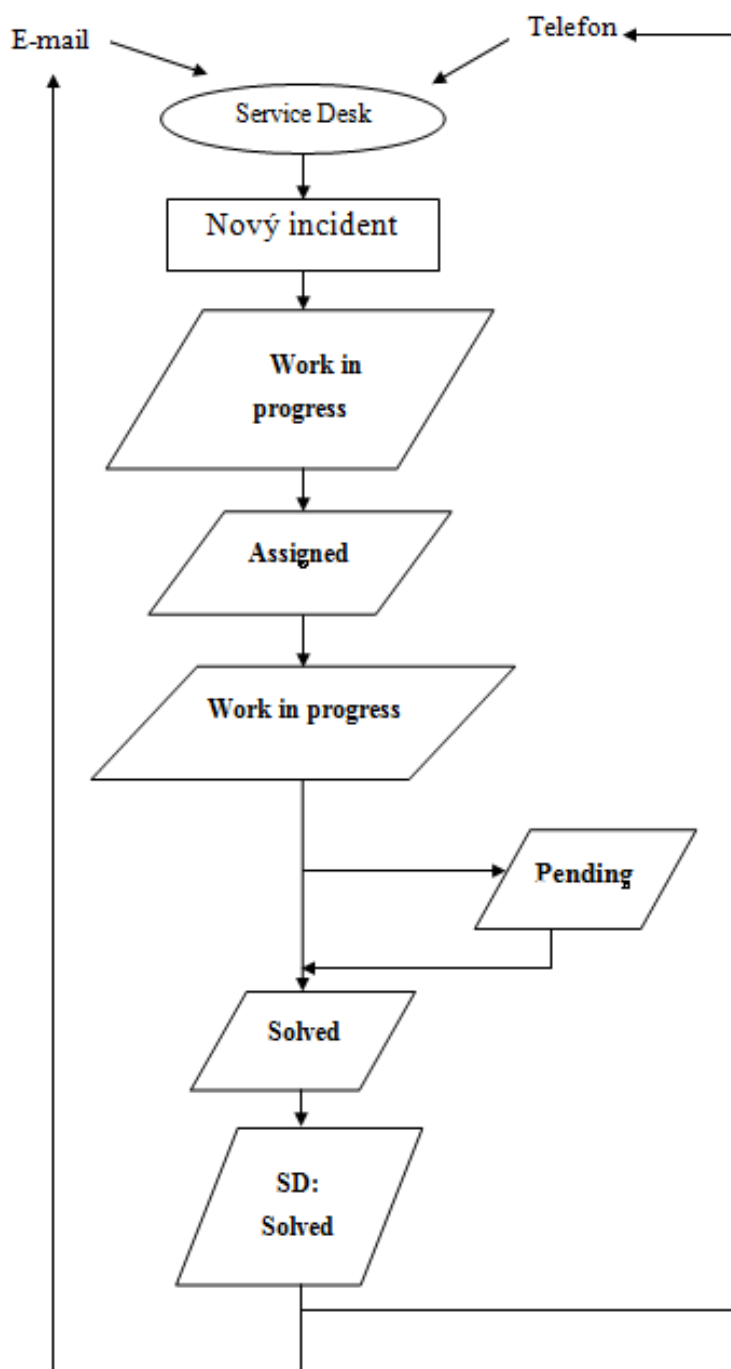 E-mail
Telefon
Service Desk
Nový incident
Work in
progress
Assigned
Work in progress
Pending
Solved
SD:
Solved